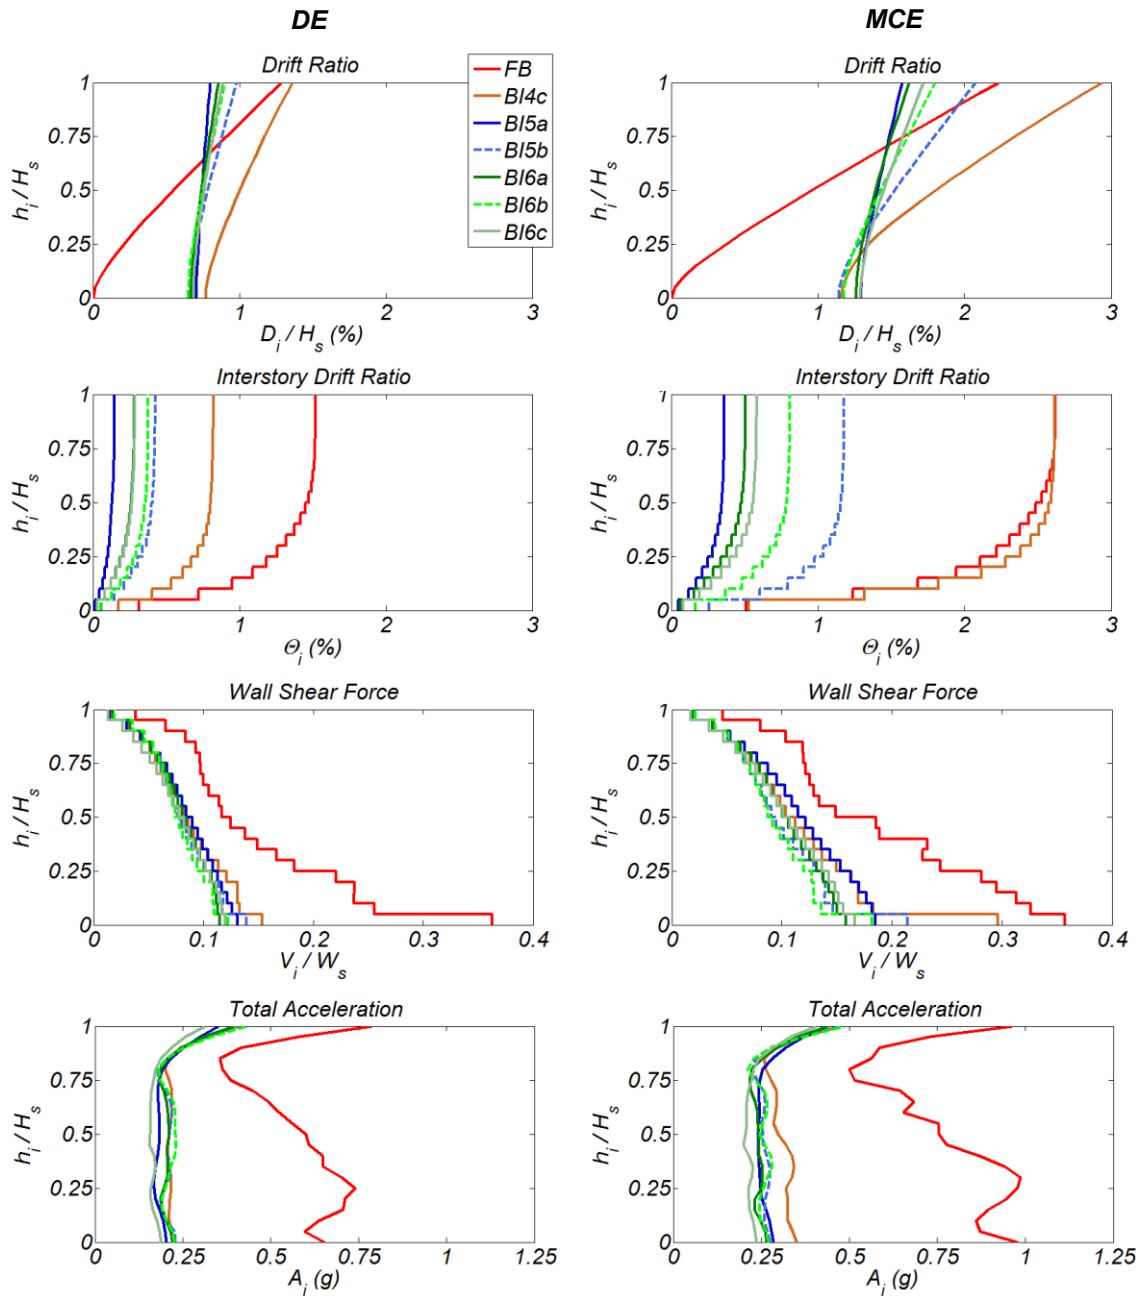 DE
MCE
Drift Ratio
FB
BI4c
BI5a
BI5b
BI6a
BI6b
BI6c
1
0.75
0.5
0.25
0
h_i / H_s
0 1 2 3
D_i / H_s (%)
Drift Ratio
1
0.75
0.5
0.25
0
h_i / H_s
0 1 2 3
D_i / H_s (%)
Interstory Drift Ratio
1
0.75
0.5
0.25
0
h_i / H_s
0 1 2 3
Θ_i (%)
Interstory Drift Ratio
1
0.75
0.5
0.25
0
h_i / H_s
0 1 2 3
Θ_i (%)
Wall Shear Force
1
0.75
0.5
0.25
0
h_i / H_s
0 0.1 0.2 0.3 0.4
V_i / W_s
Wall Shear Force
1
0.75
0.5
0.25
0
h_i / H_s
0 0.1 0.2 0.3 0.4
V_i / W_s
Total Acceleration
1
0.75
0.5
0.25
0
h_i / H_s
0 0.25 0.5 0.75 1 1.25
A_i (g)
Total Acceleration
1
0.75
0.5
0.25
0
h_i / H_s
0 0.25 0.5 0.75 1 1.25
A_i (g)